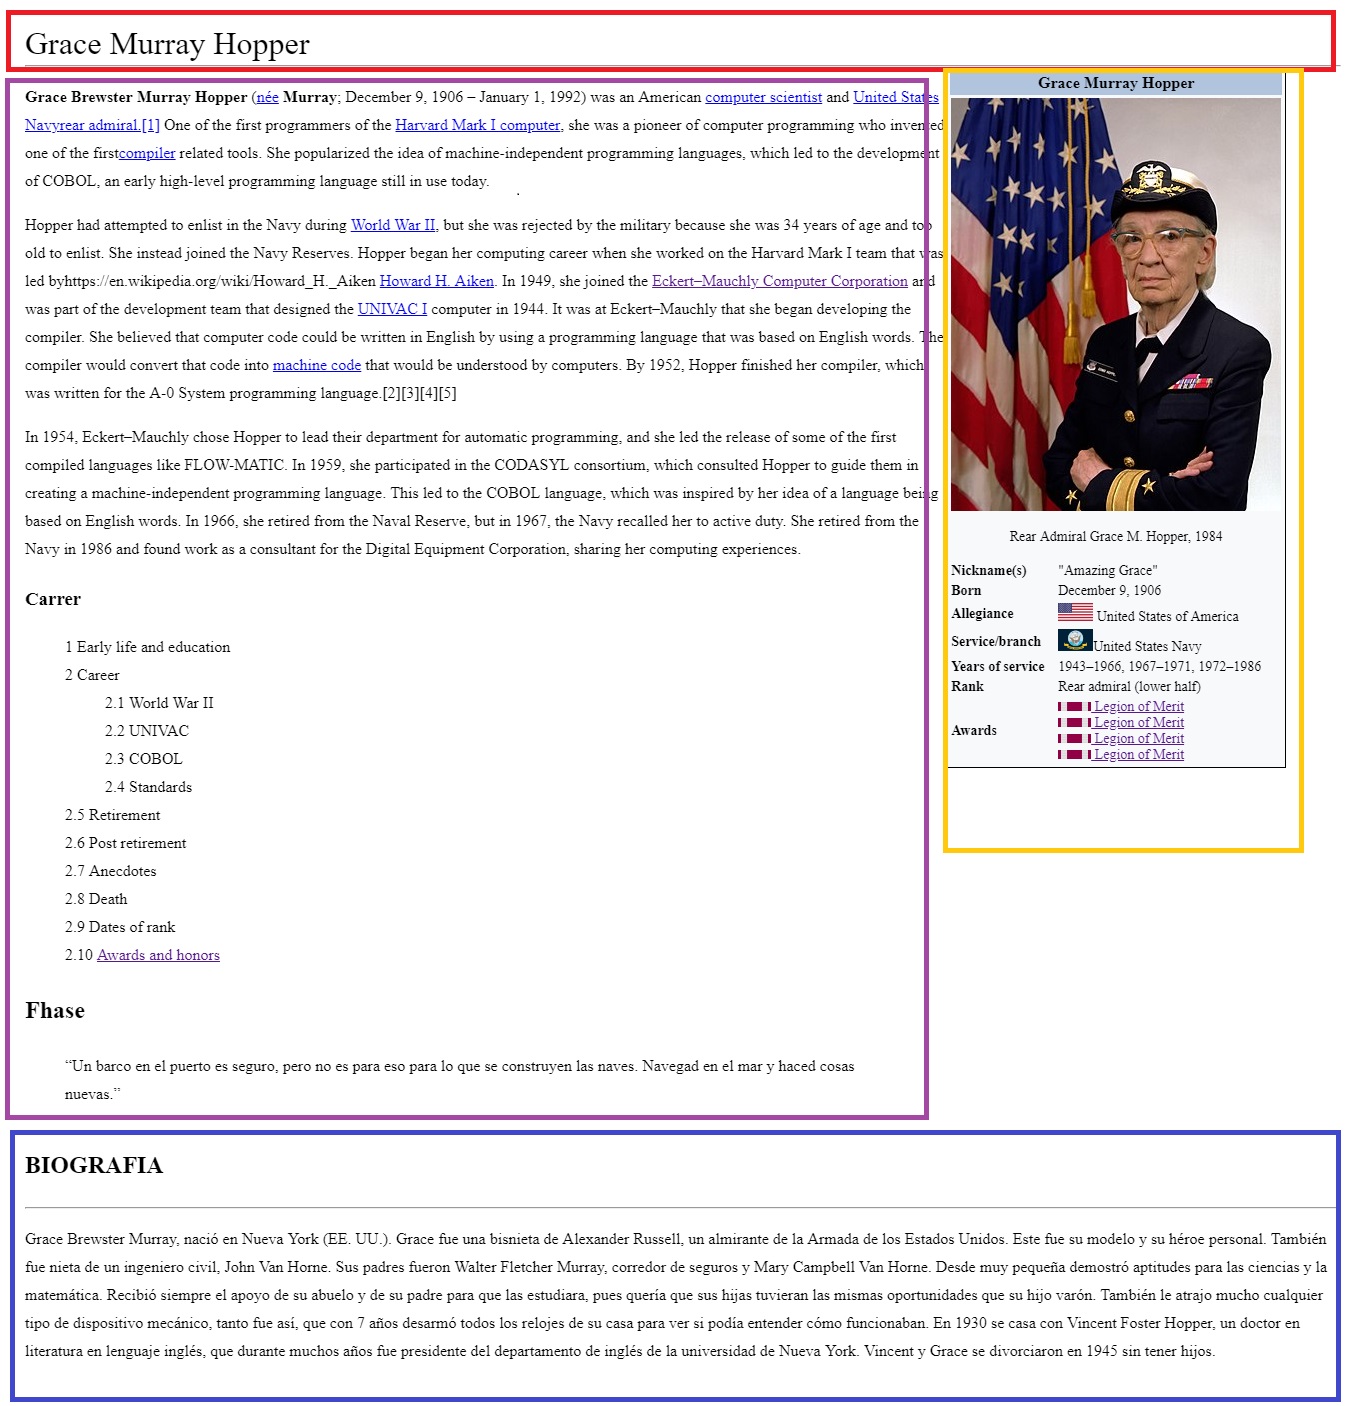 Grace Murray Hopper
Grace Brewster Murray Hopper (née Murray; December 9, 1906 – January 1, 1992) was an American computer scientist and United States
Navyrear admiral.[1] One of the first programmers of the Harvard Mark I computer, she was a pioneer of computer programming who invented
one of the firstcompiler related tools. She popularized the idea of machine-independent programming languages, which led to the development
of COBOL, an early high-level programming language still in use today.
.
Hopper had attempted to enlist in the Navy during World War II, but she was rejected by the military because she was 34 years of age and too
old to enlist. She instead joined the Navy Reserves. Hopper began her computing career when she worked on the Harvard Mark I team that was
led byhttps://en.wikipedia.org/wiki/Howard_H._Aiken Howard H. Aiken. In 1949, she joined the Eckert–Mauchly Computer Corporation and
was part of the development team that designed the UNIVAC I computer in 1944. It was at Eckert–Mauchly that she began developing the
compiler. She believed that computer code could be written in English by using a programming language that was based on English words. The
compiler would convert that code into machine code that would be understood by computers. By 1952, Hopper finished her compiler, which
was written for the A-0 System programming language.[2][3][4][5]
In 1954, Eckert–Mauchly chose Hopper to lead their department for automatic programming, and she led the release of some of the first
compiled languages like FLOW-MATIC. In 1959, she participated in the CODASYL consortium, which consulted Hopper to guide them in
creating a machine-independent programming language. This led to the COBOL language, which was inspired by her idea of a language being
based on English words. In 1966, she retired from the Naval Reserve, but in 1967, the Navy recalled her to active duty. She retired from the
Navy in 1986 and found work as a consultant for the Digital Equipment Corporation, sharing her computing experiences.
Carrer
1 Early life and education
2 Career
2.1 World War II
2.2 UNIVAC
2.3 COBOL
2.4 Standards
2.5 Retirement
2.6 Post retirement
2.7 Anecdotes
2.8 Death
2.9 Dates of rank
2.10 Awards and honors
Fhase
“Un barco en el puerto es seguro, pero no es para eso para lo que se construyen las naves. Navegad en el mar y haced cosas
nuevas.”
Grace Murray Hopper
Rear Admiral Grace M. Hopper, 1984
Nickname(s) "Amazing Grace"
Born December 9, 1906
Allegiance United States of America
Service/branch United States Navy
Years of service 1943–1966, 1967–1971, 1972–1986
Rank Rear admiral (lower half)
Awards Legion of Merit
Legion of Merit
Legion of Merit
Legion of Merit
BIOGRAFIA
Grace Brewster Murray, nació en Nueva York (EE. UU.). Grace fue una bisnieta de Alexander Russell, un almirante de la Armada de los Estados Unidos. Este fue su modelo y su héroe personal. También
fue nieta de un ingeniero civil, John Van Horne. Sus padres fueron Walter Fletcher Murray, corredor de seguros y Mary Campbell Van Horne. Desde muy pequeña demostró aptitudes para las ciencias y la
matemática. Recibió siempre el apoyo de su abuelo y de su padre para que las estudiara, pues quería que sus hijas tuvieran las mismas oportunidades que su hijo varón. También le atrajo mucho cualquier
tipo de dispositivo mecánico, tanto fue así, que con 7 años desarmó todos los relojes de su casa para ver si podía entender cómo funcionaban. En 1930 se casa con Vincent Foster Hopper, un doctor en
literatura en lenguaje inglés, que durante muchos años fue presidente del departamento de inglés de la universidad de Nueva York. Vincent y Grace se divorciaron en 1945 sin tener hijos.